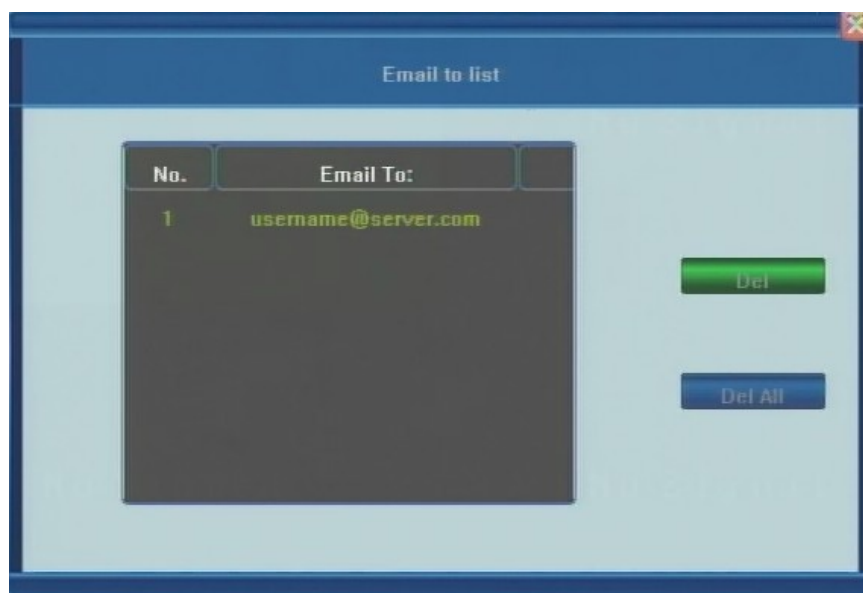 Email to list
No. Email To:
1 username@server.com
Del
Del All